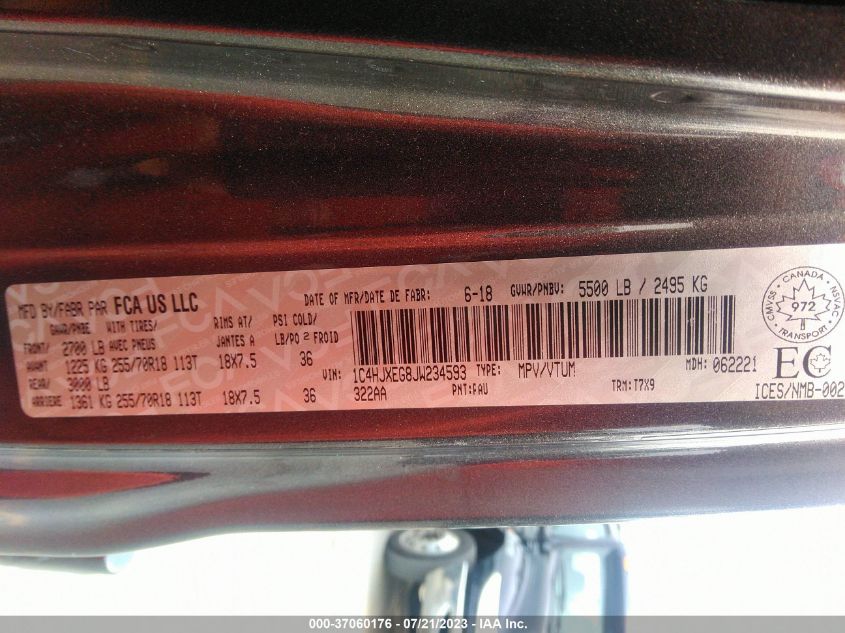 MFD BY/FABR PAR FCA US LLC
DATE OF MFR/DATE DE FABR: 6-18 GVWR/PNBV: 5500 LB / 2495 KG
GVWR/PNBE WITH TIRES/ RIMS AT/ PSI COLD/
AVEC PNEUS JANTES A LB/PO 2 FROID
FRONT/ 2700 LB
AVANT 1225 KG 255/70R18 113T 18X7.5 36
REAR/ 3000 LB
ARRIERE 1361 KG 255/70R18 113T 18X7.5 36
VIN: 1C4HJXEG8JW234593 TYPE: MPV/VTUM MDH: 062221
322AA PNT:PAU TRM:T7X9
CANADA
CMVSS 972 NSVAC
TRANSPORT
EC
ICES/NMB-002
000-37060176 - 07/21/2023 - IAA Inc.